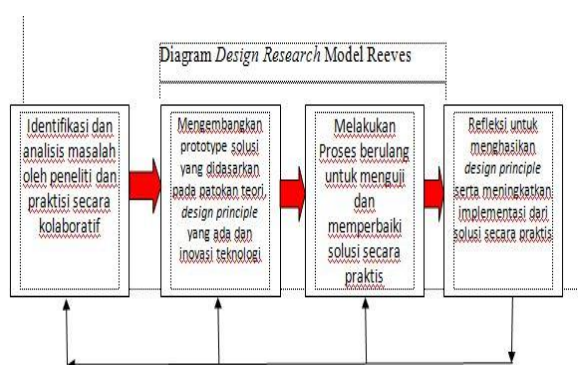 Diagram Design Research Model Reeves
Identifikasi dan
analisis masalah
oleh peneliti dan
praktisi secara
kolaboratif
Mengembangkan
prototype solusi
yang didasarkan
pada patokan teori,
design principle
yang ada dan
inovasi teknologi
Melakukan
Proses berulang
untuk menguji
dan
memperbaiki
solusi secara
praktis
Refleksi untuk
menghasikan
design principle
serta meningkatkan
implementasi dari
solusi secara praktis